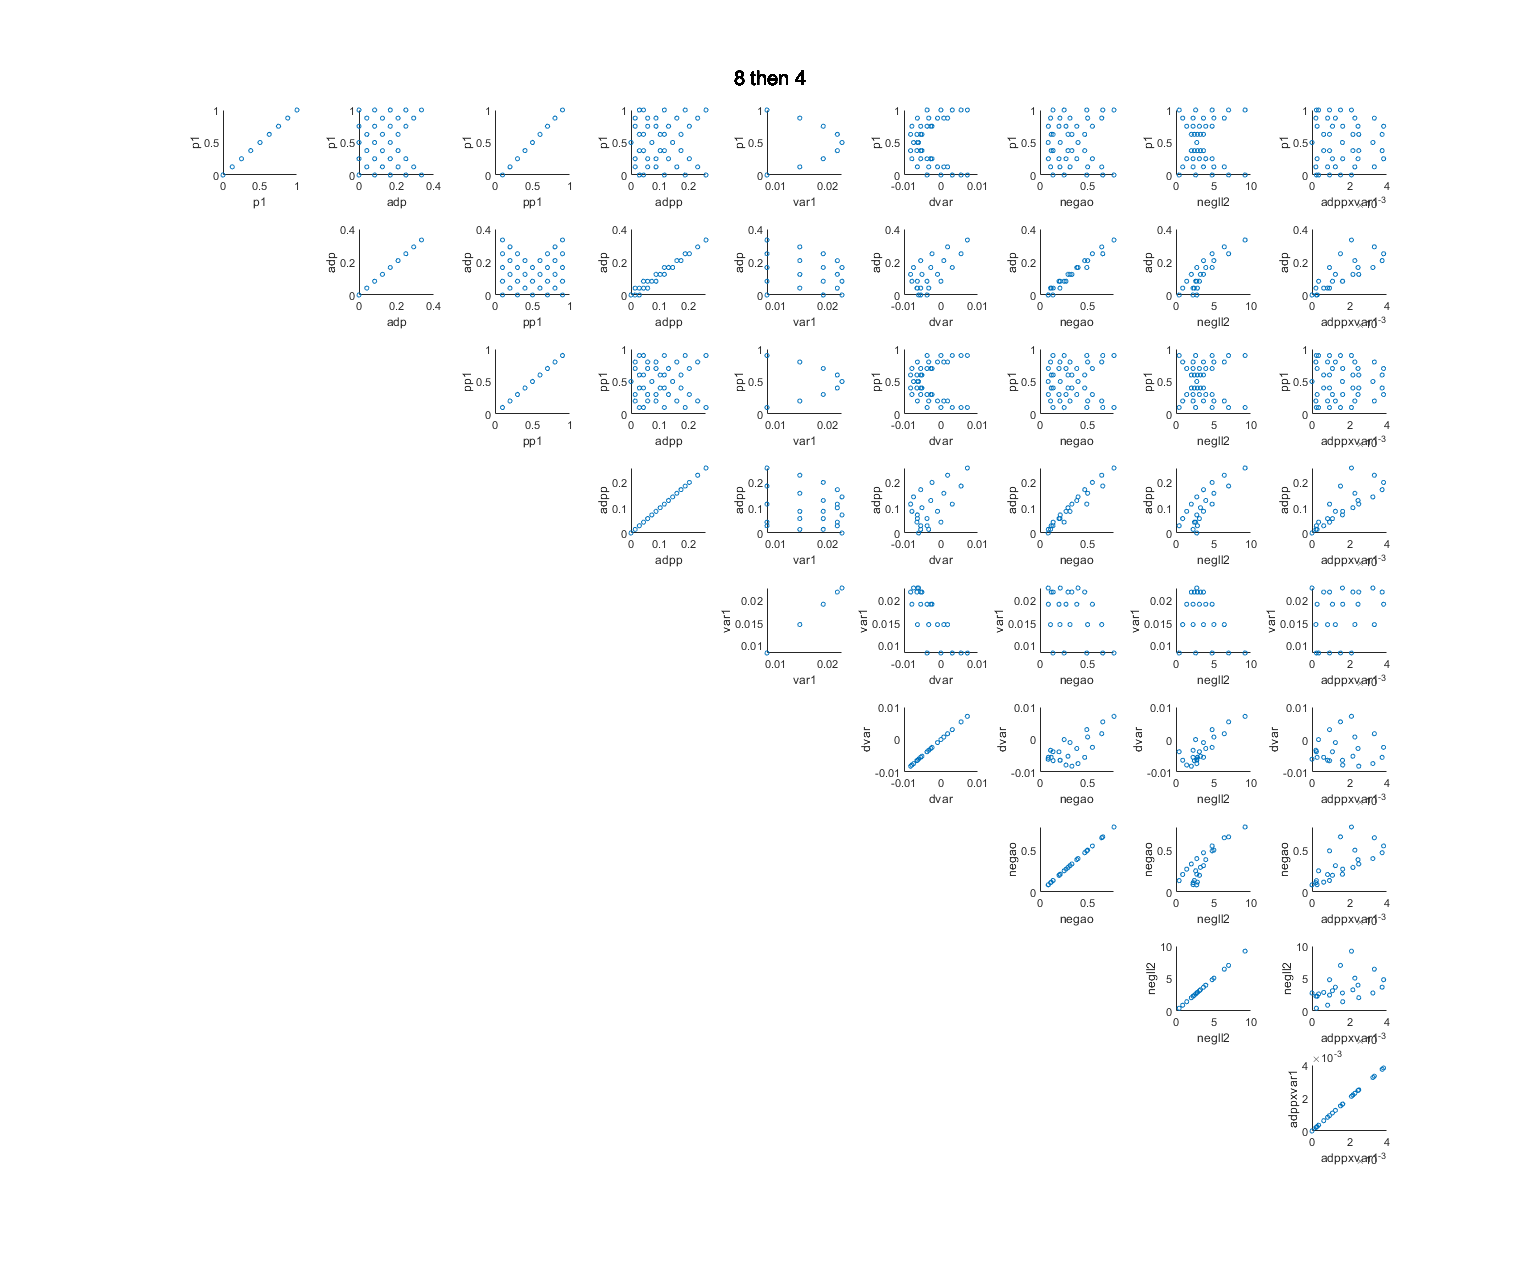 8 then 4
p1 1 0.5 0 0 0.5 1 p1
p1 1 0.5 0 0 0.2 0.4 adp
p1 1 0.5 0 0 0.5 1 pp1
p1 1 0.5 0 0 0.1 0.2 adpp
p1 1 0.5 0 0.01 0.02 var1
p1 1 0.5 0 -0.01 0 0.01 dvar
p1 1 0.5 0 0 0.5 negao
p1 1 0.5 0 0 5 10 negll2
p1 1 0.5 0 0 2 4 adppxvar1 ×10-3
adp 0.4 0.2 0 0 0.2 0.4 adp
adp 0.4 0.2 0 0 0.5 1 pp1
adp 0.4 0.2 0 0 0.1 0.2 adpp
adp 0.4 0.2 0 0.01 0.02 var1
adp 0.4 0.2 0 -0.01 0 0.01 dvar
adp 0.4 0.2 0 0 0.5 negao
adp 0.4 0.2 0 0 5 10 negll2
adp 0.4 0.2 0 0 2 4 adppxvar1 ×10-3
pp1 1 0.5 0 0 0.5 1 pp1
pp1 1 0.5 0 0 0.1 0.2 adpp
pp1 1 0.5 0 0.01 0.02 var1
pp1 1 0.5 0 -0.01 0 0.01 dvar
pp1 1 0.5 0 0 0.5 negao
pp1 1 0.5 0 0 5 10 negll2
pp1 1 0.5 0 0 2 4 adppxvar1 ×10-3
adpp 0.2 0.1 0 0 0.1 0.2 adpp
adpp 0.2 0.1 0 0.01 0.02 var1
adpp 0.2 0.1 0 -0.01 0 0.01 dvar
adpp 0.2 0.1 0 0 0.5 negao
adpp 0.2 0.1 0 0 5 10 negll2
adpp 0.2 0.1 0 0 2 4 adppxvar1 ×10-3
var1 0.02 0.015 0.01 0.01 0.02 var1
var1 0.02 0.015 0.01 -0.01 0 0.01 dvar
var1 0.02 0.015 0.01 0 0.5 negao
var1 0.02 0.015 0.01 0 5 10 negll2
var1 0.02 0.015 0.01 0 2 4 adppxvar1 ×10-3
dvar 0.01 0 -0.01 -0.01 0 0.01 dvar
dvar 0.01 0 -0.01 0 0.5 negao
dvar 0.01 0 -0.01 0 5 10 negll2
dvar 0.01 0 -0.01 0 2 4 adppxvar1 ×10-3
negao 0.5 0 0 0.5 negao
negao 0.5 0 0 5 10 negll2
negao 0.5 0 0 2 4 adppxvar1 ×10-3
negll2 10 5 0 0 5 10 negll2
negll2 10 5 0 0 2 4 adppxvar1 ×10-3
adppxvar1 ×10-3 4 2 0 0 2 4 adppxvar1 ×10-3